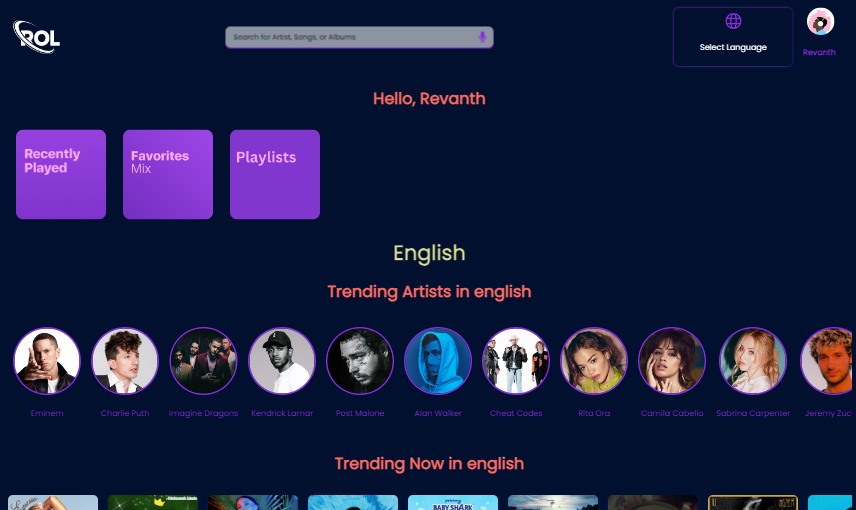 ROL
Search for Artist, Songs, or Albums
Select Language
Revanth
Hello, Revanth
Recently
Played
Favorites
Mix
Playlists
English
Trending Artists in english
Eminem
Charlie Puth
Imagine Dragons
Kendrick Lamar
Post Malone
Alan Walker
Cheat Codes
Rita Ora
Camila Cabello
Sabrina Carpenter
Jeremy Zuc
Trending Now in english
BABY SHARK